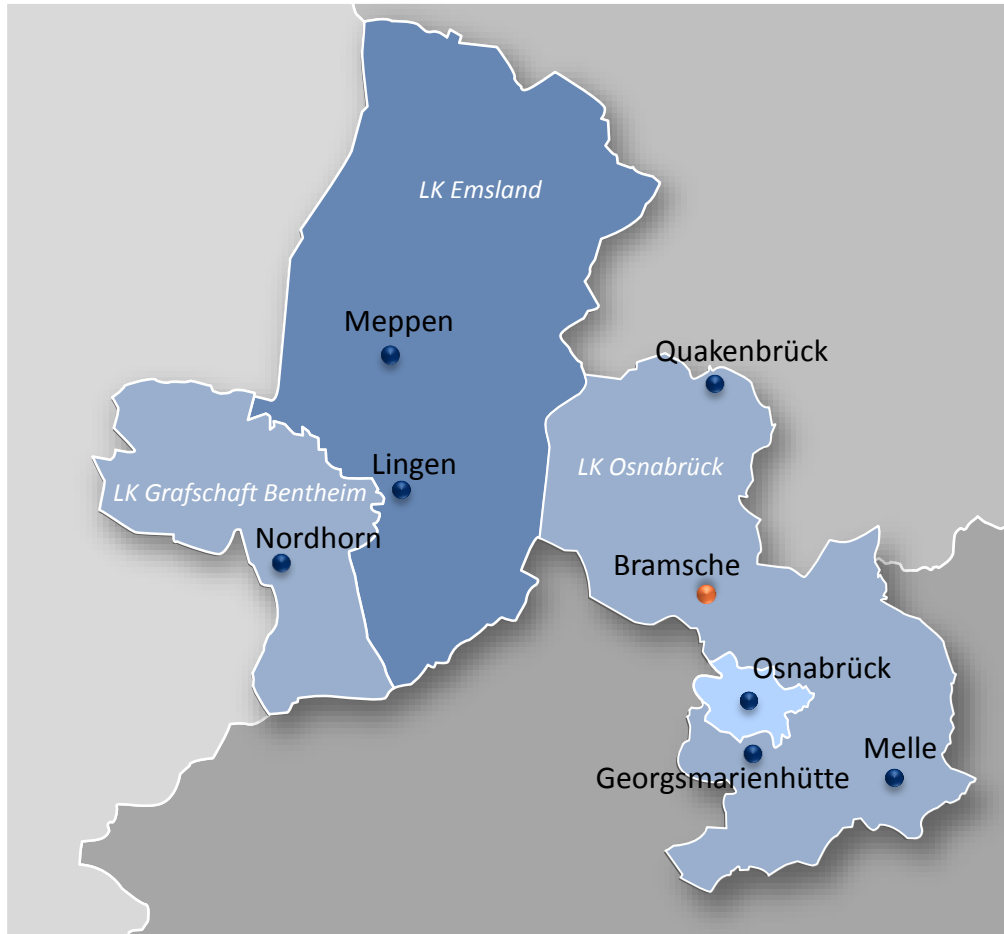 LK Emsland
Meppen
Quakenbrück
Lingen
LK Osnabrück
LK Grafschaft Bentheim
Nordhorn
Bramsche
Osnabrück
Melle
Georgsmarienhütte